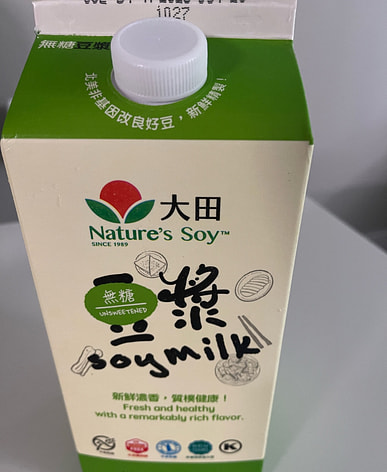 1027
無糖豆漿
北美非基因改良好豆，新鮮精製！
大田
Nature's Soy™
SINCE 1989
豆漿
無糖
UNSWEETENED
soymilk
新鮮濃香，質樸健康！
Fresh and healthy
with a remarkably rich flavor.
K